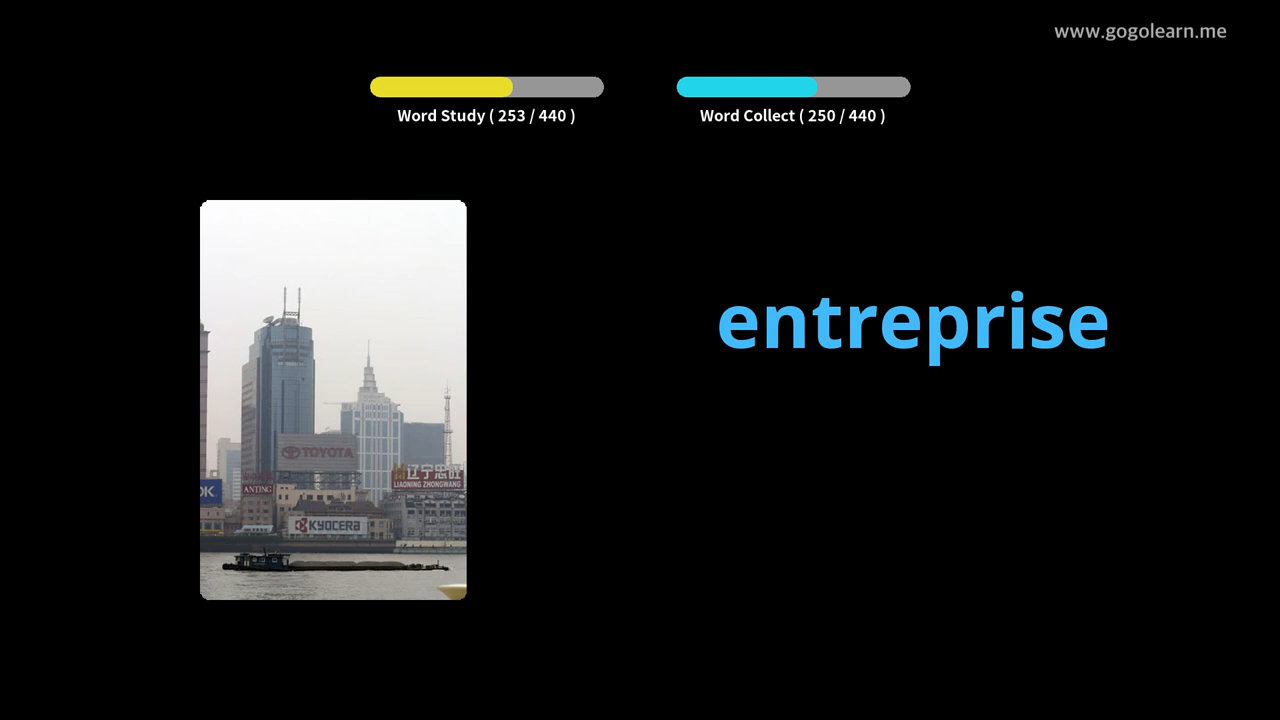 www.gogolearn.me
Word Study ( 253 / 440 )
Word Collect ( 250 / 440 )
entreprise
TOYOTA
辽宁忠旺
LIAONING ZHONGWANG
ANTING
KYOCERA